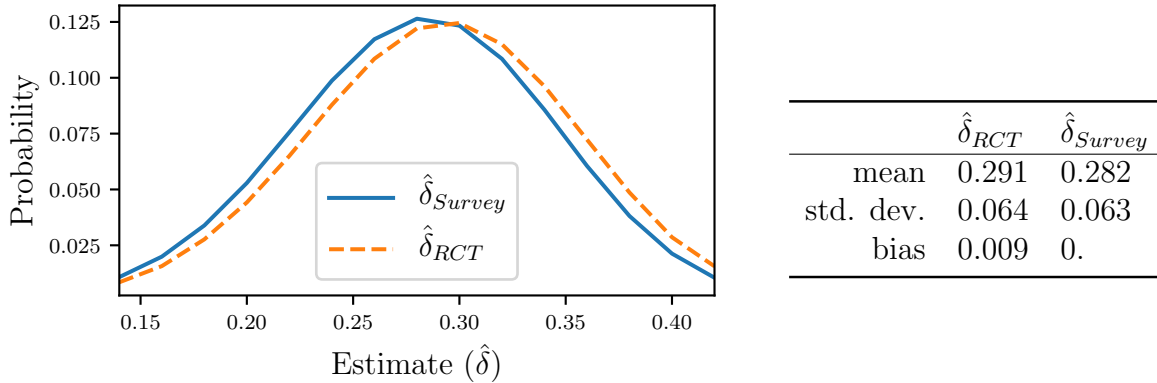 Probability
0.125
0.100
0.075
0.050
0.025
0.15 0.20 0.25 0.30 0.35 0.40
Estimate (δ̂)
δ̂_Survey
δ̂_RCT
δ̂_RCT δ̂_Survey
mean 0.291 0.282
std. dev. 0.064 0.063
bias 0.009 0.